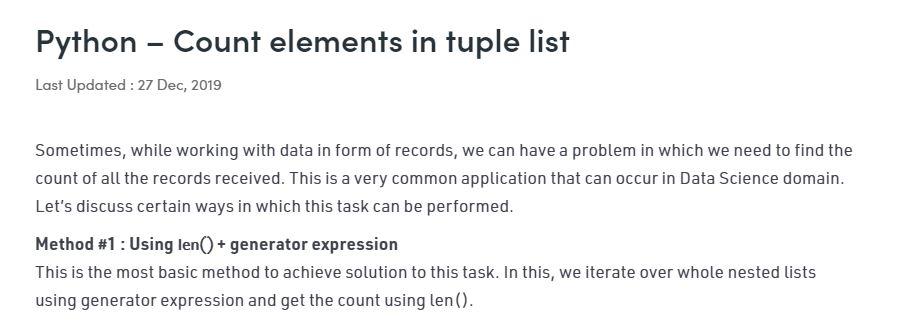 Python – Count elements in tuple list
Last Updated : 27 Dec, 2019
Sometimes, while working with data in form of records, we can have a problem in which we need to find the
count of all the records received. This is a very common application that can occur in Data Science domain.
Let's discuss certain ways in which this task can be performed.
Method #1 : Using len() + generator expression
This is the most basic method to achieve solution to this task. In this, we iterate over whole nested lists
using generator expression and get the count using len().